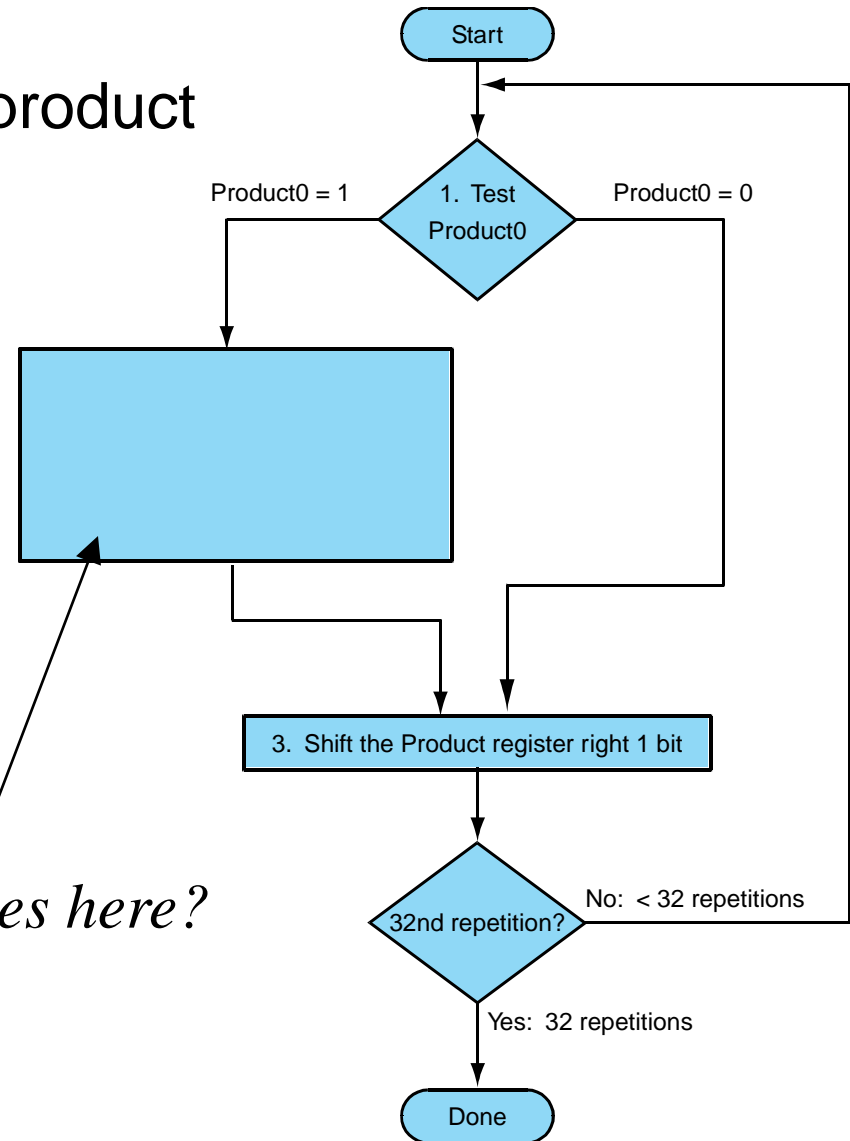 Start
product
Product0 = 1
1. Test
Product0
Product0 = 0
3. Shift the Product register right 1 bit
here?
32nd repetition?
No: < 32 repetitions
Yes: 32 repetitions
Done